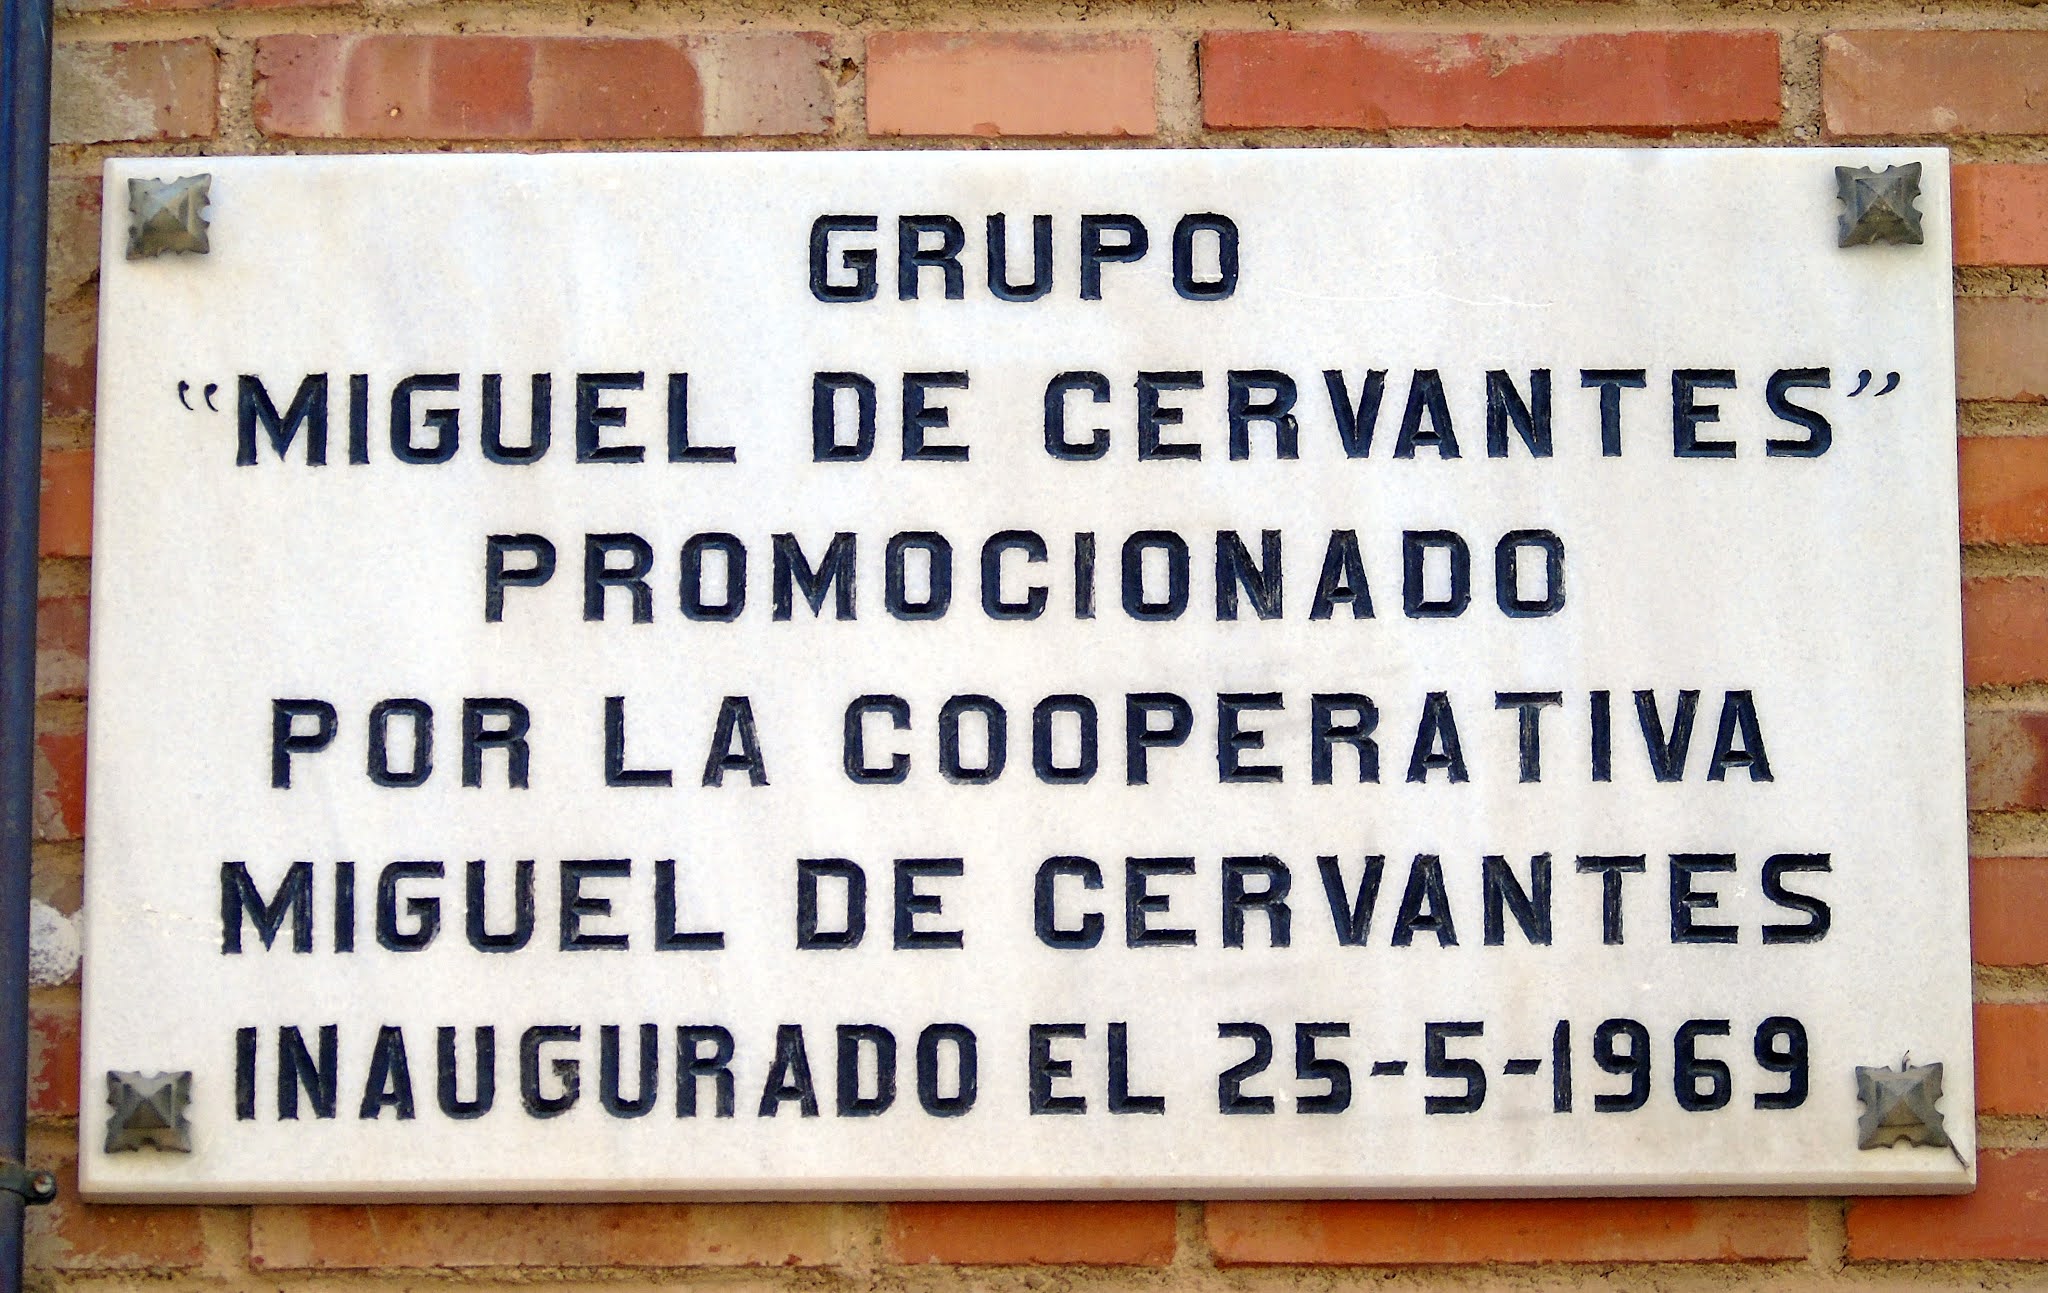 GRUPO
“MIGUEL DE CERVANTES”
PROMOCIONADO
POR LA COOPERATIVA
MIGUEL DE CERVANTES
INAUGURADO EL 25-5-1969